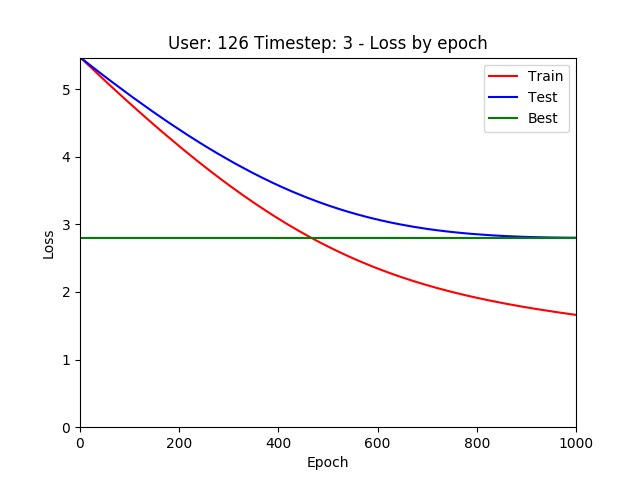 User: 126 Timestep: 3 - Loss by epoch
Train
Test
Best
5
4
3
2
1
0
Loss
0 200 400 600 800 1000
Epoch